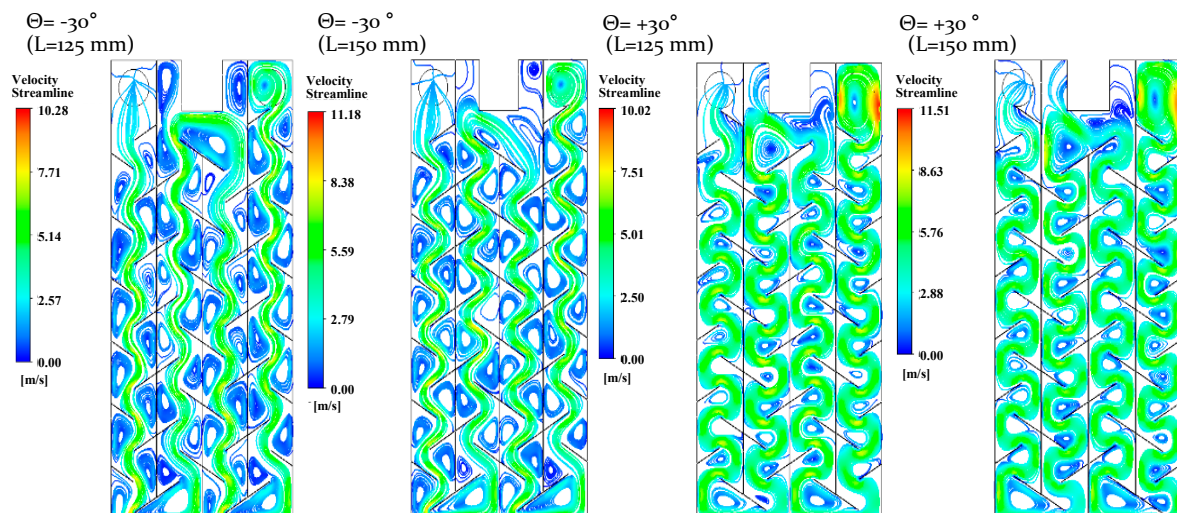 Θ= -30°
(L=125 mm)
Velocity
Streamline
10.28
7.71
5.14
2.57
0.00
[m/s]
Θ= -30°
(L=150 mm)
Velocity
Streamline
11.18
8.38
5.59
2.79
0.00
[m/s]
Θ= +30°
(L=125 mm)
Velocity
Streamline
10.02
7.51
5.01
2.50
0.00
[m/s]
Θ= +30°
(L=150 mm)
Velocity
Streamline
11.51
8.63
5.76
2.88
0.00
[m/s]